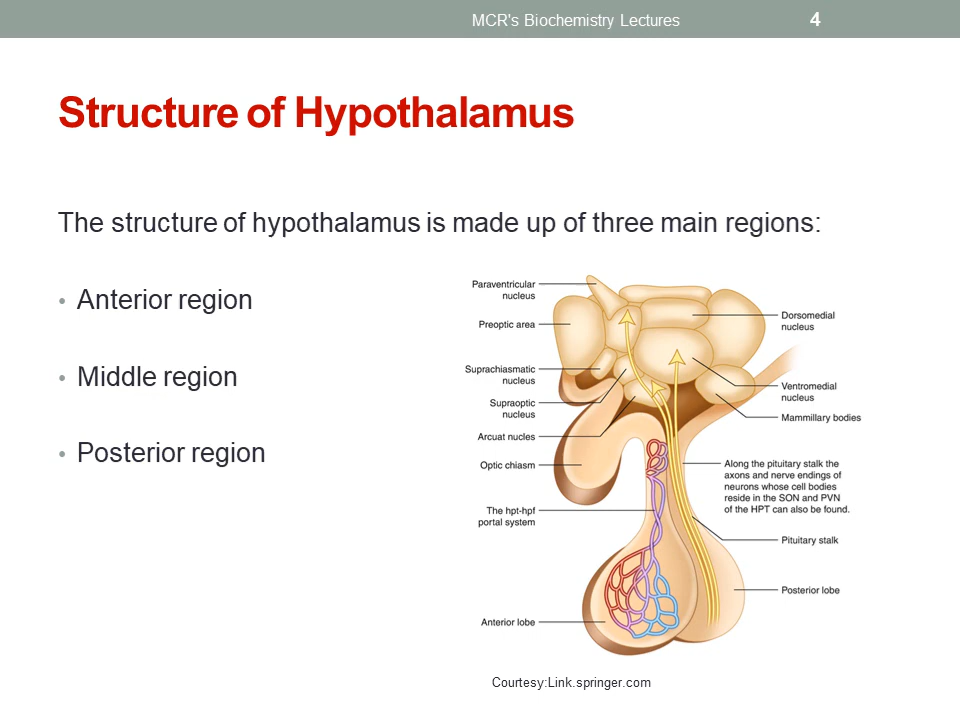 MCR's Biochemistry Lectures 4
Structure of Hypothalamus
The structure of hypothalamus is made up of three main regions:
• Anterior region
• Middle region
• Posterior region
Paraventricular
nucleus
Preoptic area
Suprachiasmatic
nucleus
Supraoptic
nucleus
Arcuat nucles
Optic chiasm
The hpt-hpf
portal system
Anterior lobe
Dorsomedial
nucleus
Ventromedial
nucleus
Mammillary bodies
Along the pituitary stalk the
axons and nerve endings of
neurons whose cell bodies
reside in the SON and PVN
of the HPT can also be found.
Pituitary stalk
Posterior lobe
Courtesy:Link.springer.com